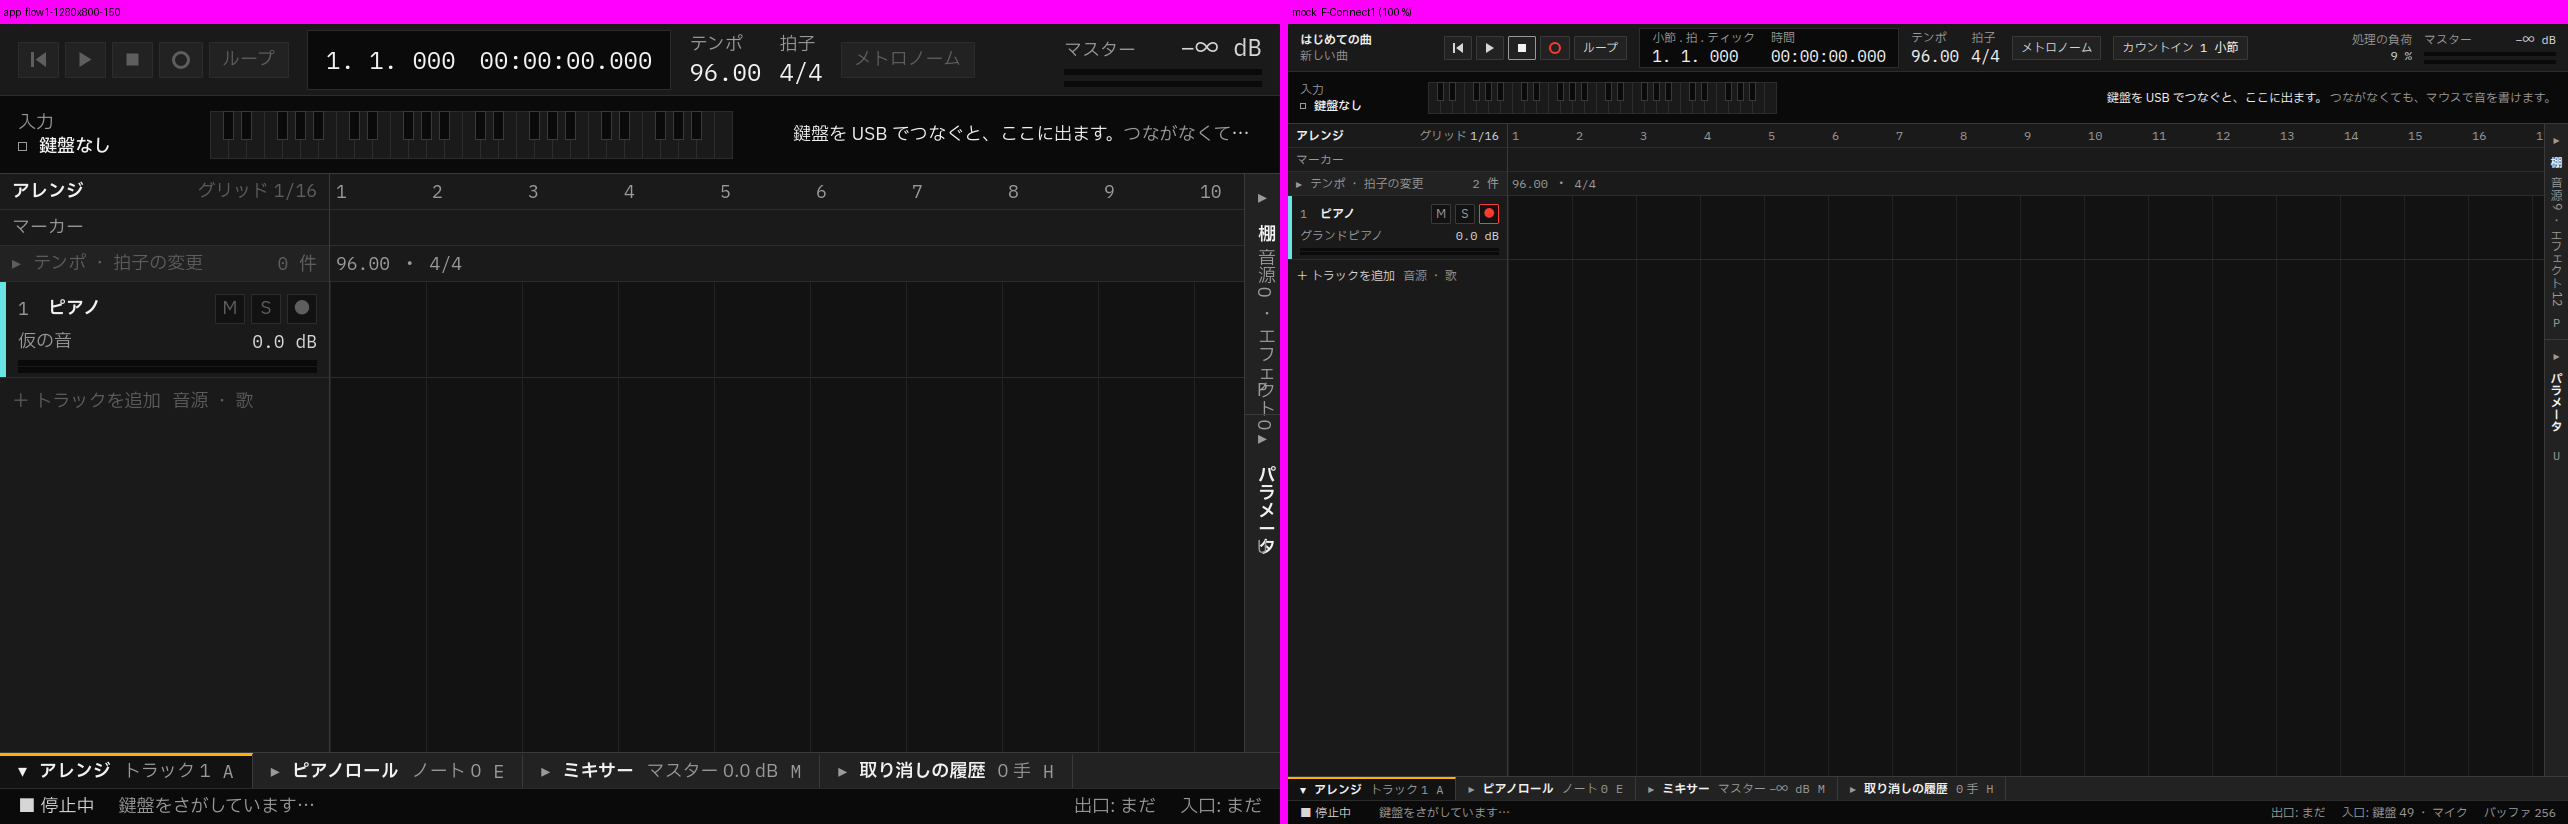 app flow1-1280x800-150
ループ
1. 1. 000 00:00:00.000
テンポ 拍子
96.00 4/4
メトロノーム
マスター -∞ dB
入力
鍵盤なし
鍵盤を USB でつなぐと、ここに出ます。つながなくて…
アレンジ グリッド 1/16
1 2 3 4 5 6 7 8 9 10
マーカー
▸ テンポ · 拍子の変更 0 件
96.00 · 4/4
1 ピアノ M S
仮の音 0.0 dB
+ トラックを追加 音源 · 歌
▸ 棚 音源 0 · エフェクト 0 P
▸ パラメータ U
▾ アレンジ トラック 1 A
▸ ピアノロール ノート 0 E
▸ ミキサー マスター 0.0 dB M
▸ 取り消しの履歴 0 手 H
■ 停止中 鍵盤をさがしています…
出口: まだ 入口: まだ
mock F-Connect1 (100 %)
はじめての曲
新しい曲
ループ
小節 . 拍 . ティック 時間
1. 1. 000 00:00:00.000
テンポ 拍子
96.00 4/4
メトロノーム
カウントイン 1 小節
処理の負荷
9 %
マスター -∞ dB
入力
鍵盤なし
鍵盤を USB でつなぐと、ここに出ます。 つながなくても、マウスで音を書けます。
アレンジ グリッド 1/16
1 2 3 4 5 6 7 8 9 10 11 12 13 14 15 16 1
マーカー
▸ テンポ · 拍子の変更 2 件
96.00 · 4/4
1 ピアノ M S
グランドピアノ 0.0 dB
+ トラックを追加 音源 · 歌
▸ 棚 音源 9 · エフェクト 12 P
▸ パラメータ U
▾ アレンジ トラック 1 A
▸ ピアノロール ノート 0 E
▸ ミキサー マスター -∞ dB M
▸ 取り消しの履歴 0 手 H
■ 停止中 鍵盤をさがしています…
出口: まだ 入口: 鍵盤 49 · マイク バッファ 256